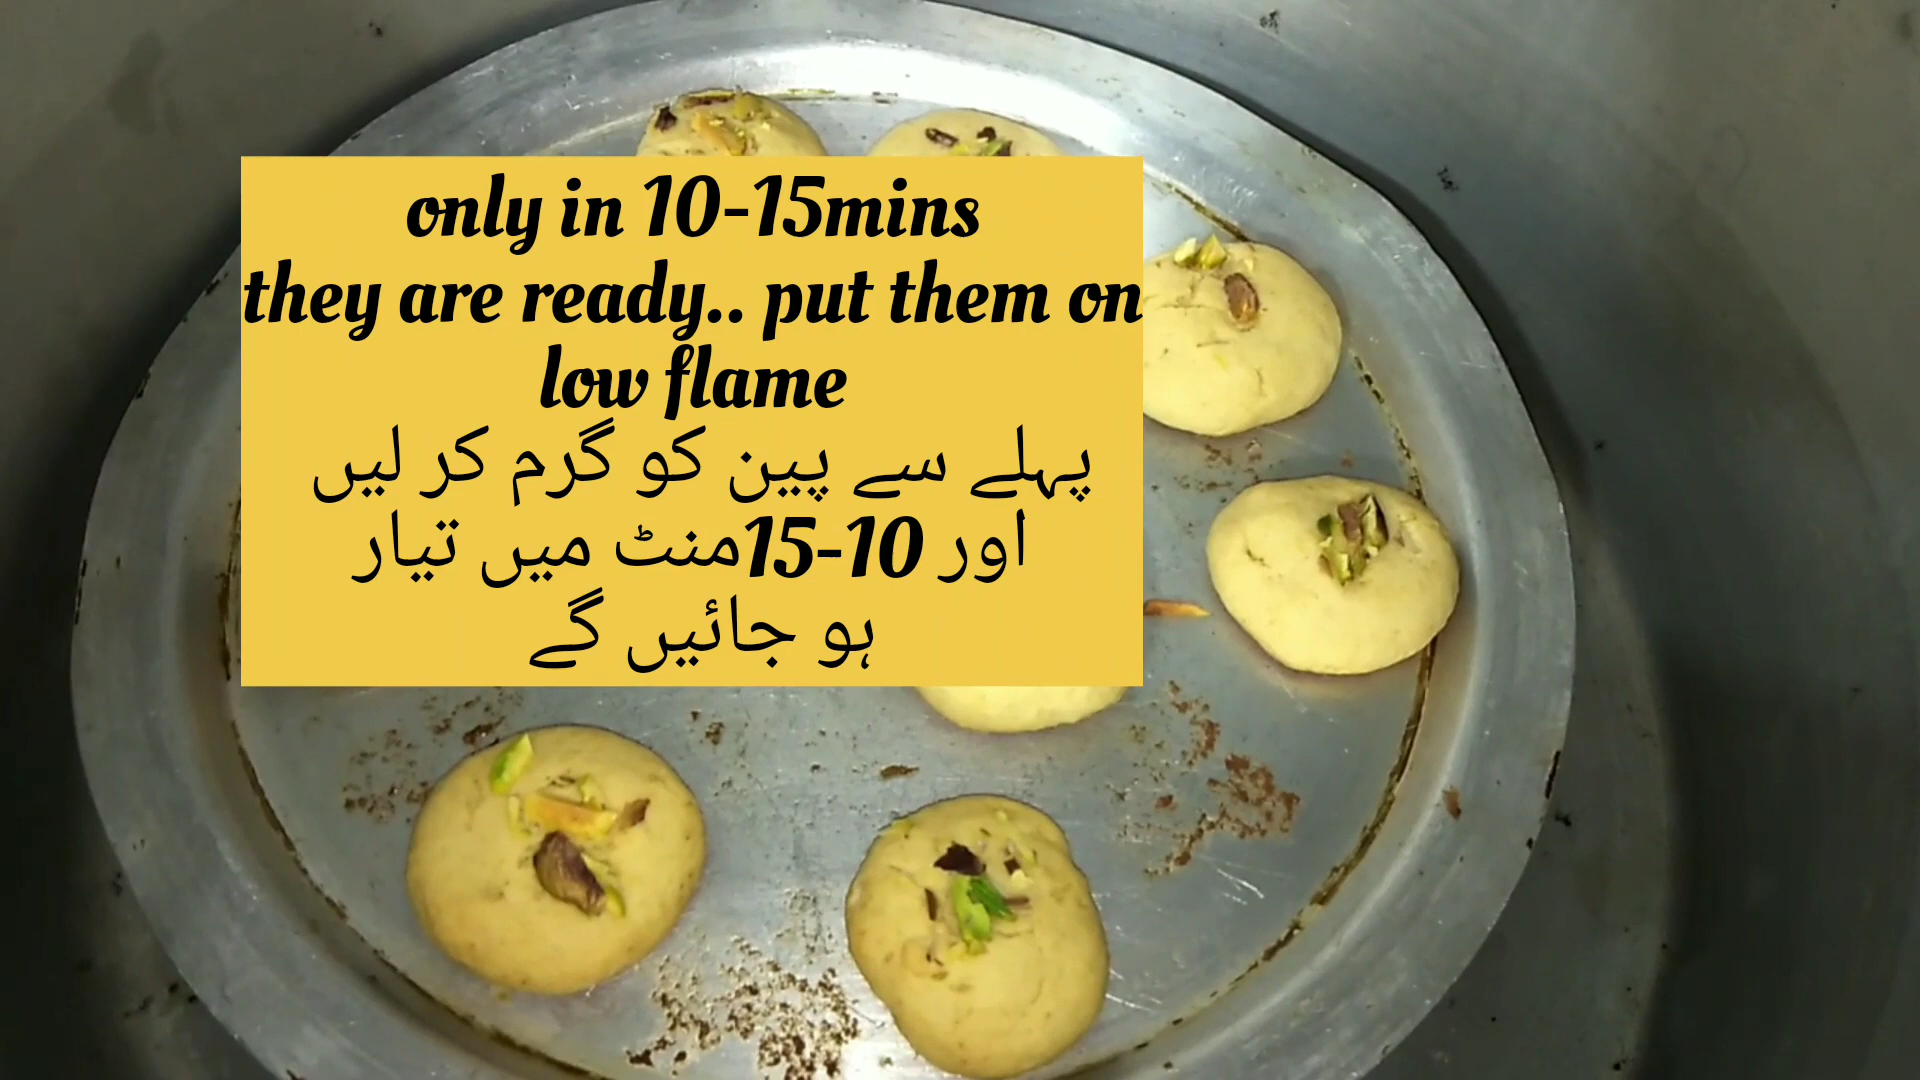 only in 10-15mins
they are ready.. put them on
low flame
پہلے سے پین کو گرم کر لیں
اور 10-15منٹ میں تیار
ہو جائیں گے